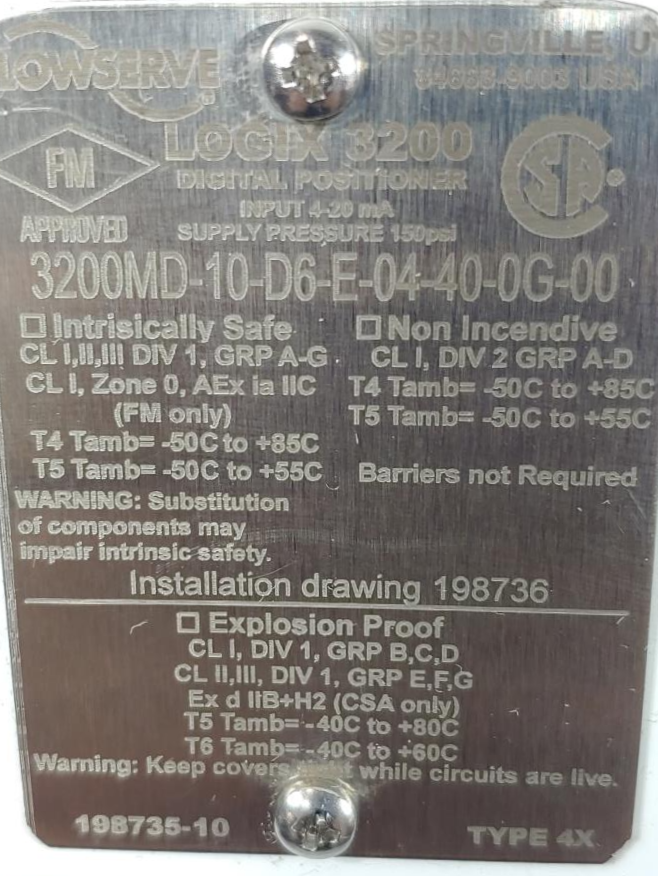 LOWSERVE
SPRINGVILLE, U
84663-9003 USA
FM
APPROVED
LOGIX 3200
DIGITAL POSITIONER
INPUT 4-20 mA
SUPPLY PRESSURE 150psi
SA
3200MD-10-D6-E-04-40-0G-00
Intrisically Safe
CL I,II,III DIV 1, GRP A-G
CL I, Zone 0, AEx ia IIC
(FM only)
T4 Tamb= -50C to +85C
T5 Tamb= -50C to +55C
Non Incendive
CL I, DIV 2 GRP A-D
T4 Tamb= -50C to +85C
T5 Tamb= -50C to +55C
Barriers not Required
WARNING: Substitution
of components may
impair intrinsic safety.
Installation drawing 198736
Explosion Proof
CL I, DIV 1, GRP B,C,D
CL II,III, DIV 1, GRP E,F,G
Ex d IIB+H2 (CSA only)
T5 Tamb= -40C to +80C
T6 Tamb= -40C to +60C
Warning: Keep covers while circuits are live.
198735-10
TYPE 4X